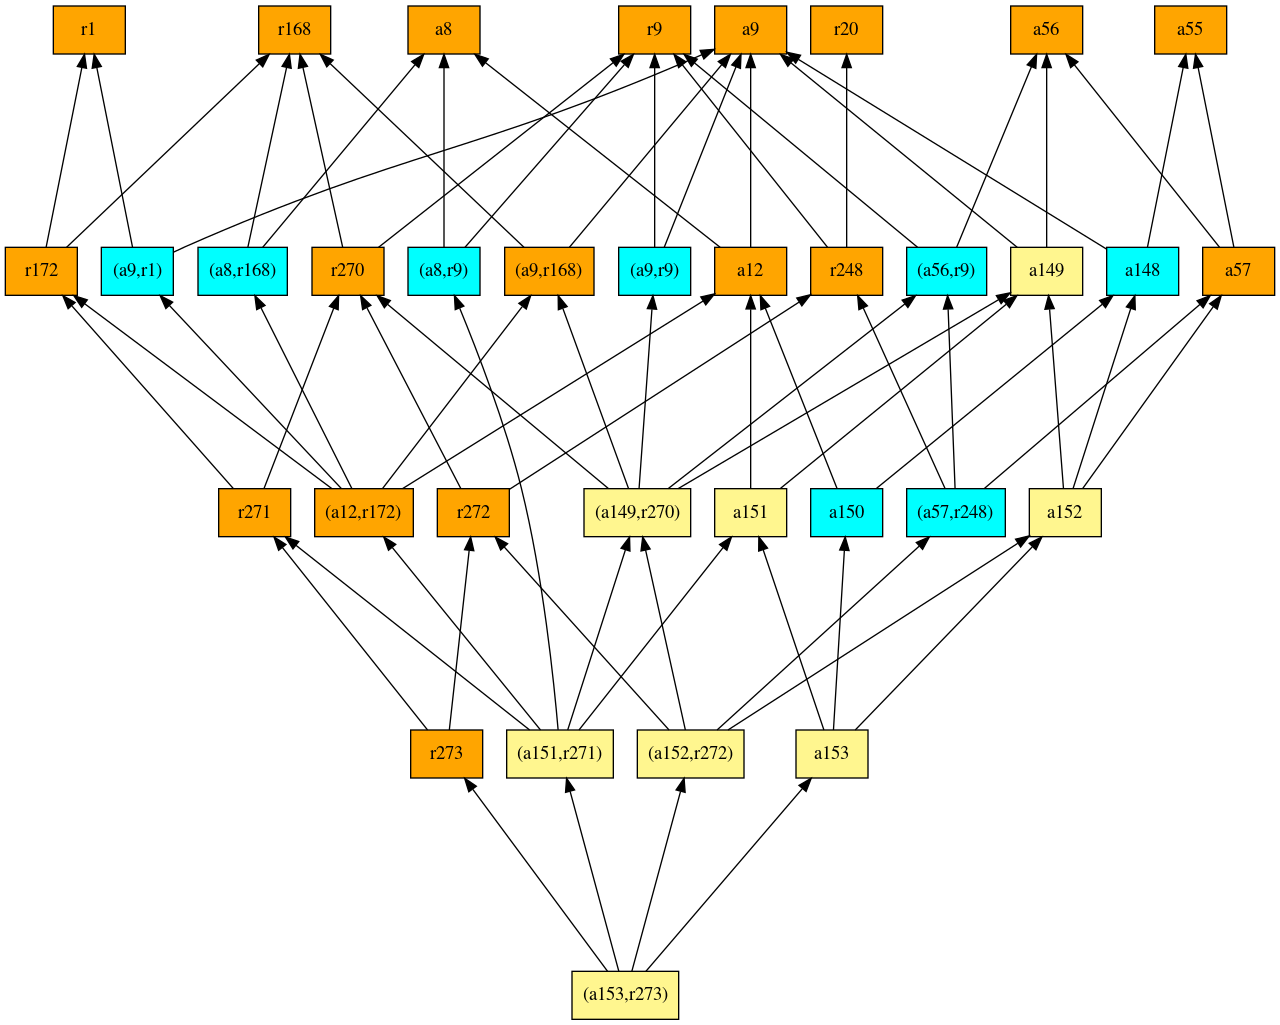 r1
r168
a8
r9
a9
r20
a56
a55
r172
(a9,r1)
(a8,r168)
r270
(a8,r9)
(a9,r168)
(a9,r9)
a12
r248
(a56,r9)
a149
a148
a57
r271
(a12,r172)
r272
(a149,r270)
a151
a150
(a57,r248)
a152
r273
(a151,r271)
(a152,r272)
a153
(a153,r273)